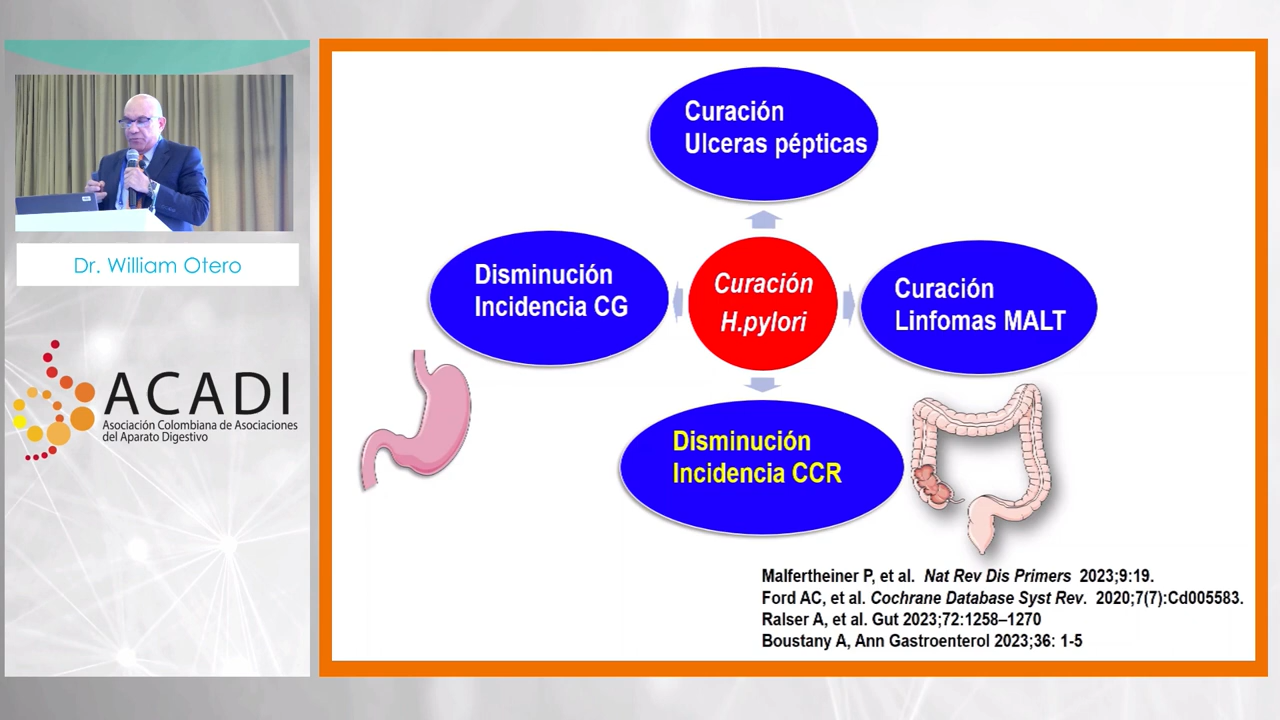 Dr. William Otero
ACADI
Asociación Colombiana de Asociaciones
del Aparato Digestivo
Curación
Ulceras pépticas
Disminución
Incidencia CG
Curación
H.pylori
Curación
Linfomas MALT
Disminución
Incidencia CCR
Malfertheiner P, et al. Nat Rev Dis Primers 2023;9:19.
Ford AC, et al. Cochrane Database Syst Rev. 2020;7(7):Cd005583.
Ralser A, et al. Gut 2023;72:1258–1270
Boustany A, Ann Gastroenterol 2023;36: 1-5